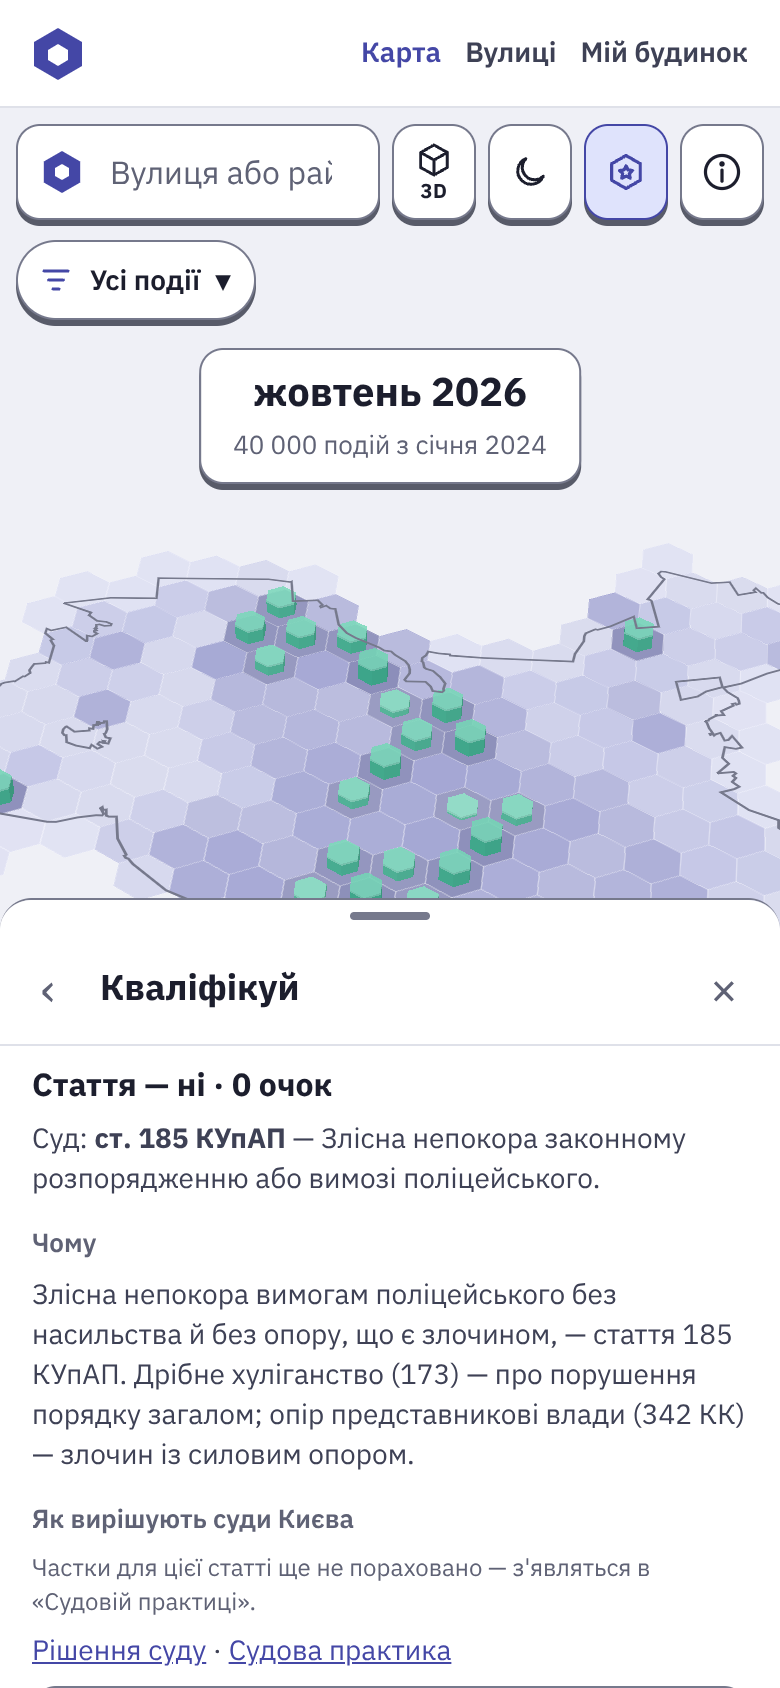 Карта Вулиці Мій будинок
Вулиця або рай
3D
Усі події ▼
жовтень 2026
40 000 подій з січня 2024
‹ Кваліфікуй ×
Стаття — ні · 0 очок
Суд: ст. 185 КУпАП — Злісна непокора законному
розпорядженню або вимозі поліцейського.
Чому
Злісна непокора вимогам поліцейського без
насильства й без опору, що є злочином, — стаття 185
КУпАП. Дрібне хуліганство (173) — про порушення
порядку загалом; опір представникові влади (342 КК)
— злочин із силовим опором.
Як вирішують суди Києва
Частки для цієї статті ще не пораховано — з'являться в
«Судовій практиці».
Рішення суду · Судова практика